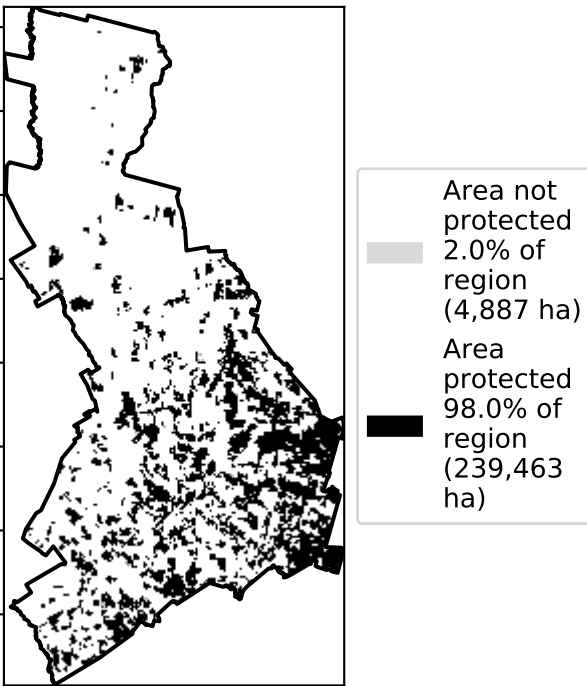 Area not
protected
2.0% of
region
(4,887 ha)
Area
protected
98.0% of
region
(239,463
ha)